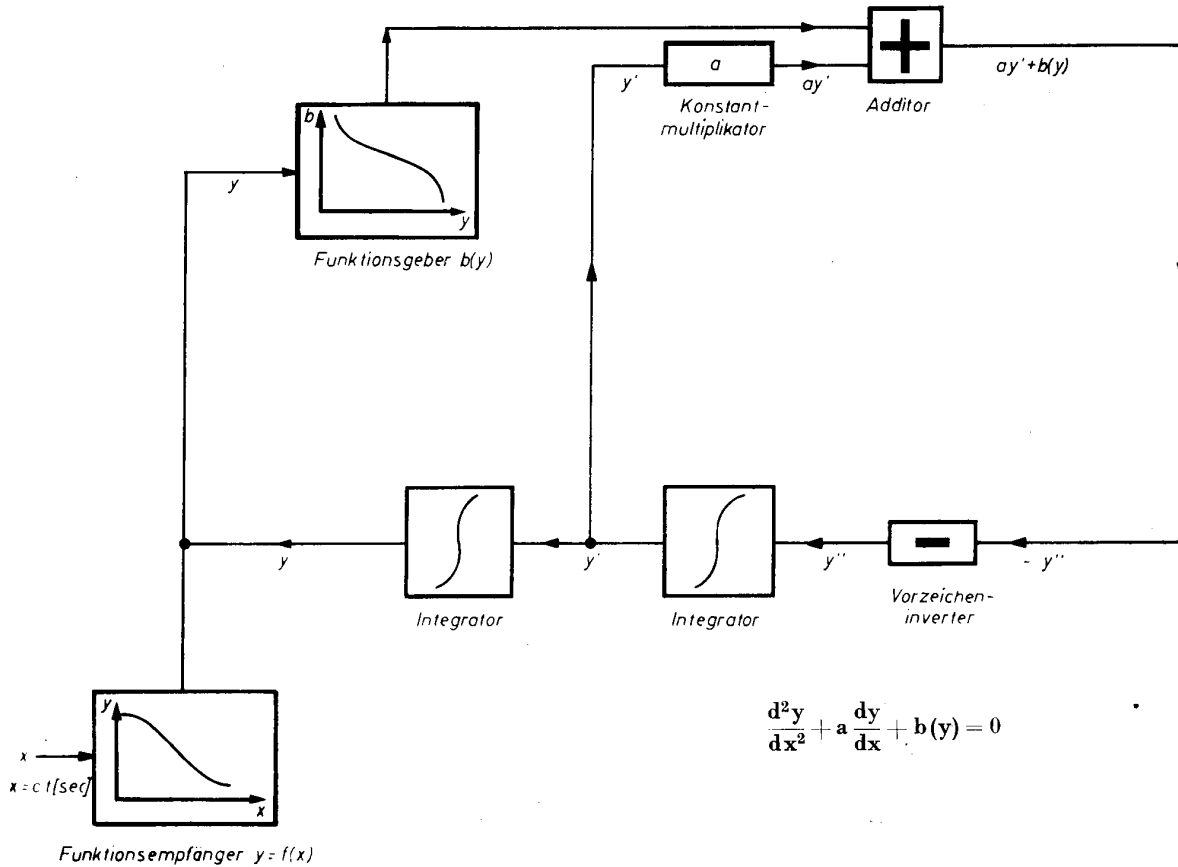 a
+
y'
ay'
ay'+b(y)
Konstant-
multiplikator
Additor
b
y
y
Funktionsgeber b(y)
y
y'
y''
- y''
Integrator
Integrator
Vorzeichen-
inverter
y
x
x
x = c t [sec]
d²y/dx² + a dy/dx + b(y) = 0
Funktionsempfänger y = f(x)